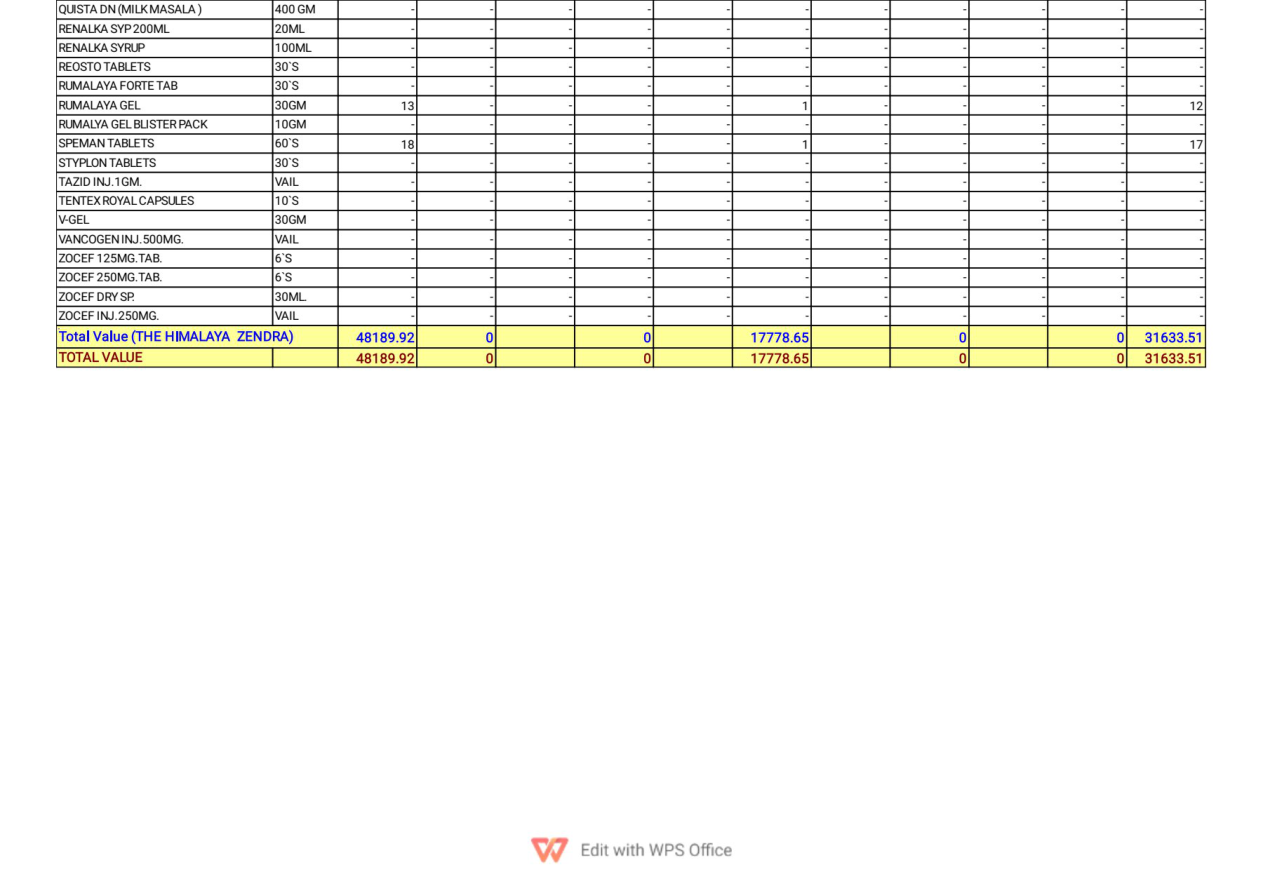 QUISTA DN (MILK MASALA ) 400 GM - - - - - - - - - - -
RENALKA SYP 200ML 20ML - - - - - - - - - - -
RENALKA SYRUP 100ML - - - - - - - - - - -
REOSTO TABLETS 30`S - - - - - - - - - - -
RUMALAYA FORTE TAB 30`S - - - - - - - - - - -
RUMALAYA GEL 30GM 13 - - - - 1 - - - - 12
RUMALYA GEL BLISTER PACK 10GM - - - - - - - - - - -
SPEMAN TABLETS 60`S 18 - - - - 1 - - - - 17
STYPLON TABLETS 30`S - - - - - - - - - - -
TAZID INJ.1GM. VAIL - - - - - - - - - - -
TENTEX ROYAL CAPSULES 10`S - - - - - - - - - - -
V-GEL 30GM - - - - - - - - - - -
VANCOGEN INJ.500MG. VAIL - - - - - - - - - - -
ZOCEF 125MG.TAB. 6`S - - - - - - - - - - -
ZOCEF 250MG.TAB. 6`S - - - - - - - - - - -
ZOCEF DRY SP. 30ML. - - - - - - - - - - -
ZOCEF INJ.250MG. VAIL - - - - - - - - - - -
Total Value (THE HIMALAYA ZENDRA) 48189.92 0 0 17778.65 0 0 31633.51
TOTAL VALUE 48189.92 0 0 17778.65 0 0 31633.51
Edit with WPS Office